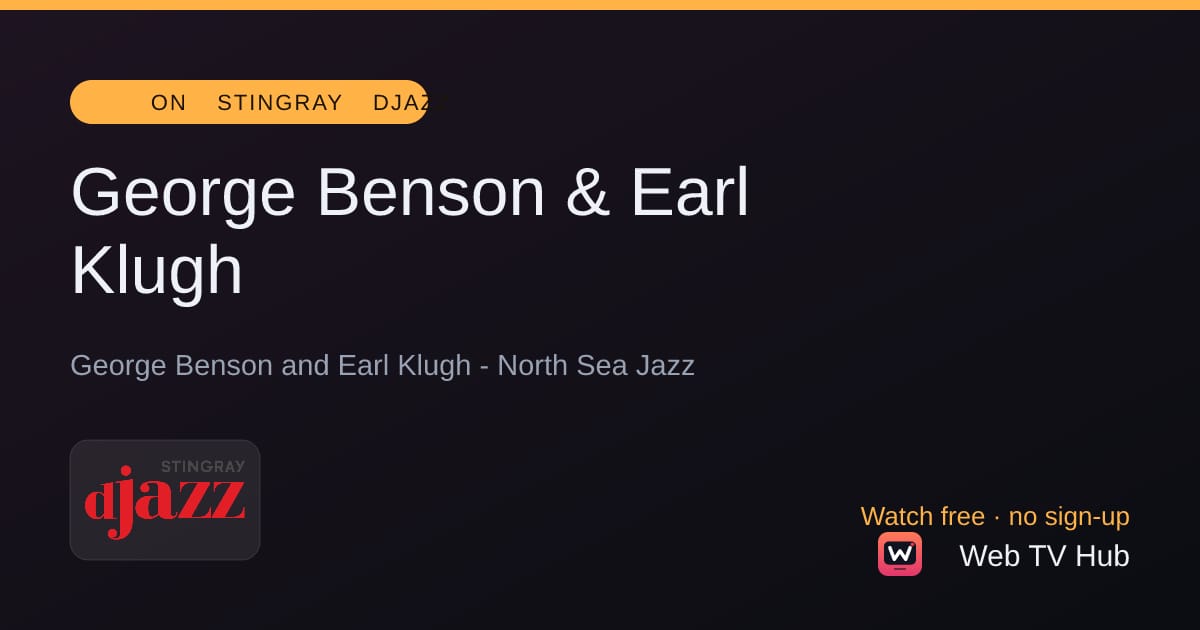 ON STINGRAY DJAZ
George Benson & Earl
Klugh
George Benson and Earl Klugh - North Sea Jazz
STINGRAY
djazz
Watch free · no sign-up
W
Web TV Hub